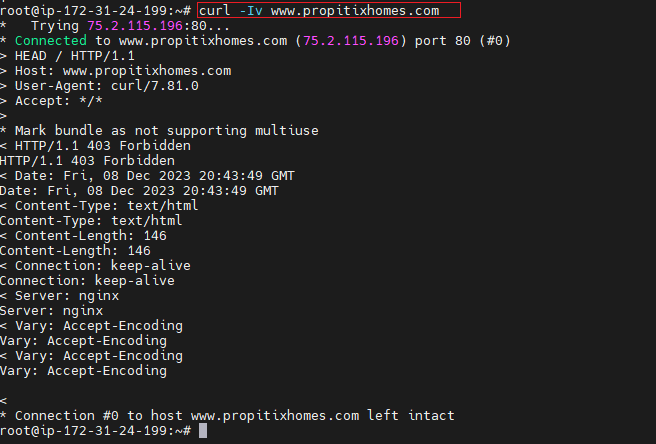 root@ip-172-31-24-199:~# curl -Iv www.propitixhomes.com
*   Trying 75.2.115.196:80...
* Connected to www.propitixhomes.com (75.2.115.196) port 80 (#0)
> HEAD / HTTP/1.1
> Host: www.propitixhomes.com
> User-Agent: curl/7.81.0
> Accept: */*
>
* Mark bundle as not supporting multiuse
< HTTP/1.1 403 Forbidden
HTTP/1.1 403 Forbidden
< Date: Fri, 08 Dec 2023 20:43:49 GMT
Date: Fri, 08 Dec 2023 20:43:49 GMT
< Content-Type: text/html
Content-Type: text/html
< Content-Length: 146
Content-Length: 146
< Connection: keep-alive
Connection: keep-alive
< Server: nginx
Server: nginx
< Vary: Accept-Encoding
Vary: Accept-Encoding
< Vary: Accept-Encoding
Vary: Accept-Encoding
<
* Connection #0 to host www.propitixhomes.com left intact
root@ip-172-31-24-199:~#